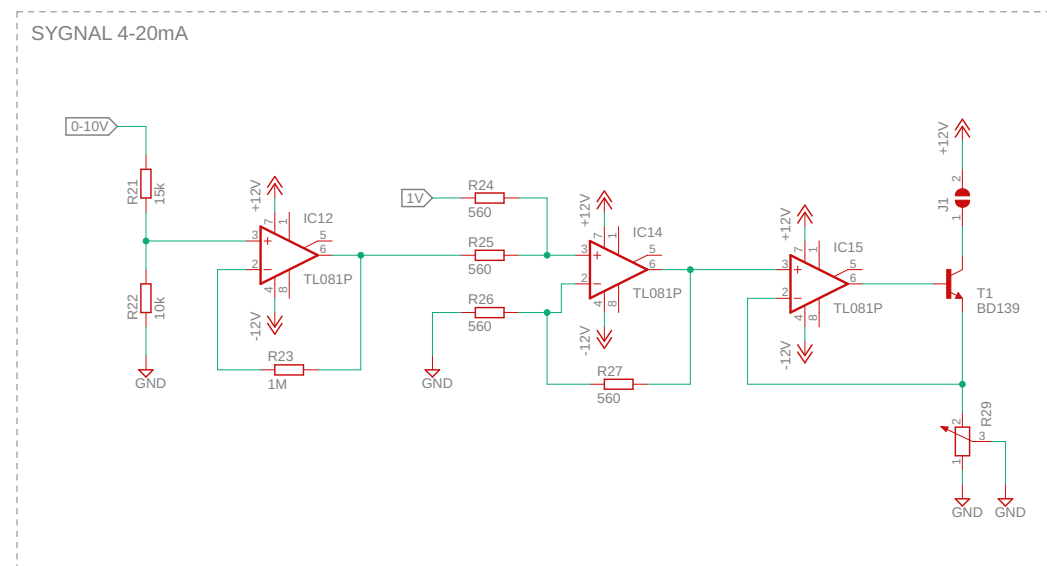 SYGNAL 4-20mA
0-10V
R21
15k
R22
10k
GND
+12V
7
1
IC12
3
+
5
6
2
-
4
8
TL081P
-12V
R23
1M
1V
R24
560
R25
560
R26
560
GND
+12V
7
1
IC14
3
+
5
6
2
-
4
8
TL081P
-12V
R27
560
+12V
7
1
IC15
3
+
5
6
2
-
4
8
TL081P
-12V
+12V
2
J1
1
T1
BD139
R29
2
3
1
GND
GND